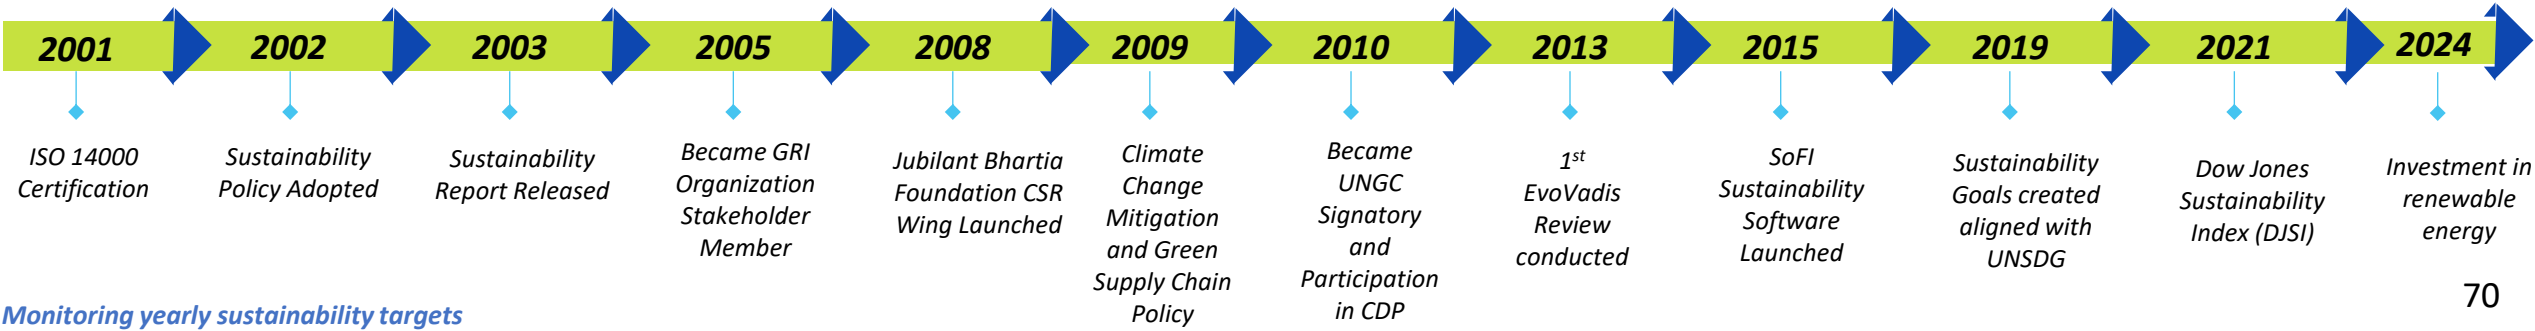 2001
2002
2003
2005
2008
2009
2010
2013
2015
2019
2021
2024
ISO 14000
Certification
Sustainability
Policy Adopted
Sustainability
Report Released
Became GRI
Organization
Stakeholder
Member
Jubilant Bhartia
Foundation CSR
Wing Launched
Climate
Change
Mitigation
and Green
Supply Chain
Policy
Became
UNGC
Signatory
and
Participation
in CDP
1st
EvoVadis
Review
conducted
SoFI
Sustainability
Software
Launched
Sustainability
Goals created
aligned with
UNSDG
Dow Jones
Sustainability
Index (DJSI)
Investment in
renewable
energy
Monitoring yearly sustainability targets
70